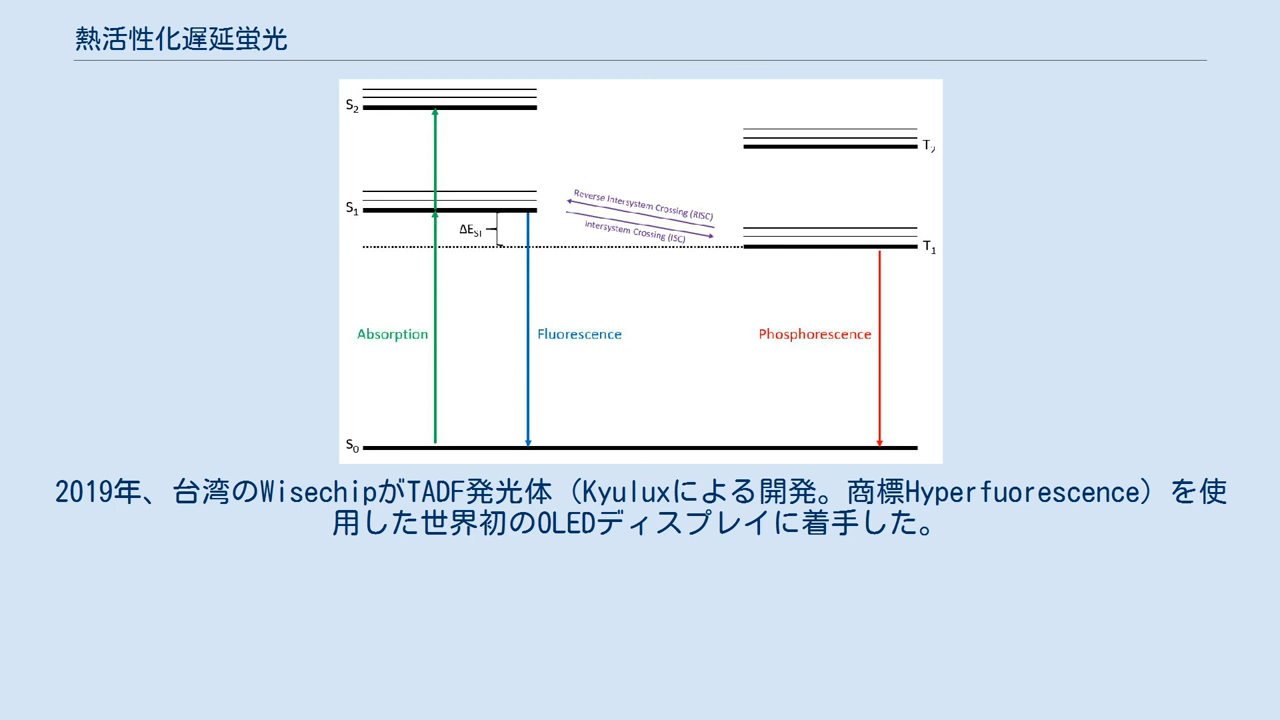 熱活性化遅延蛍光
S2
T2
Reverse Intersystem Crossing (RISC)
S1
Intersystem Crossing (ISC)
ΔEST
T1
Absorption
Fluorescence
Phosphorescence
S0
2019年、台湾のWisechipがTADF発光体（Kyuluxによる開発。商標Hyperfuorescence）を使
用した世界初のOLEDディスプレイに着手した。